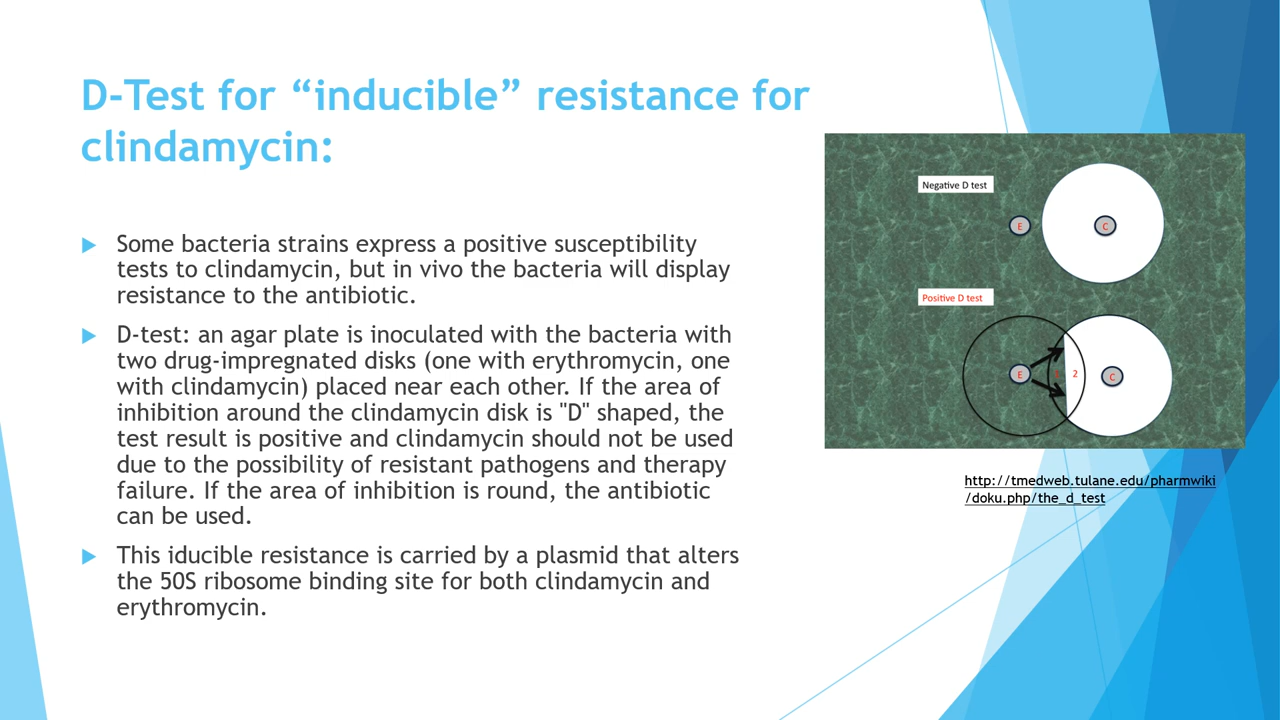 D-Test for “inducible” resistance for
clindamycin:
Some bacteria strains express a positive susceptibility
tests to clindamycin, but in vivo the bacteria will display
resistance to the antibiotic.
D-test: an agar plate is inoculated with the bacteria with
two drug-impregnated disks (one with erythromycin, one
with clindamycin) placed near each other. If the area of
inhibition around the clindamycin disk is "D" shaped, the
test result is positive and clindamycin should not be used
due to the possibility of resistant pathogens and therapy
failure. If the area of inhibition is round, the antibiotic
can be used.
This iducible resistance is carried by a plasmid that alters
the 50S ribosome binding site for both clindamycin and
erythromycin.
Negative D test
E
C
Positive D test
E
2
C
http://tmedweb.tulane.edu/pharmwiki
/doku.php/the_d_test